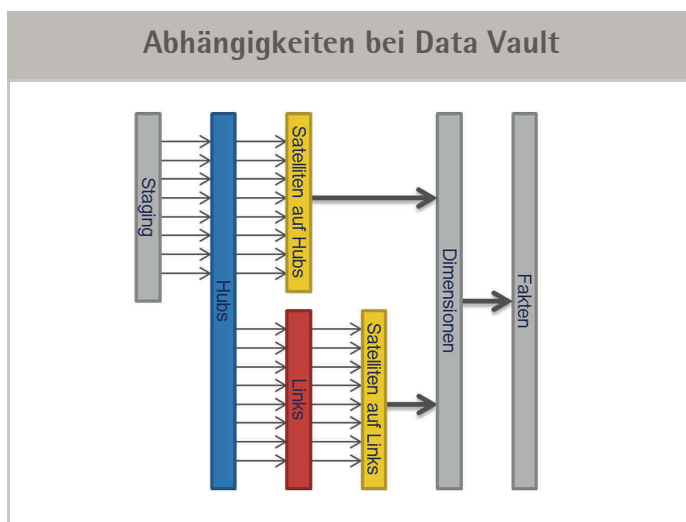 Abhängigkeiten bei Data Vault
Staging
Hubs
Satelliten auf Hubs
Links
Satelliten auf Links
Dimensionen
Fakten